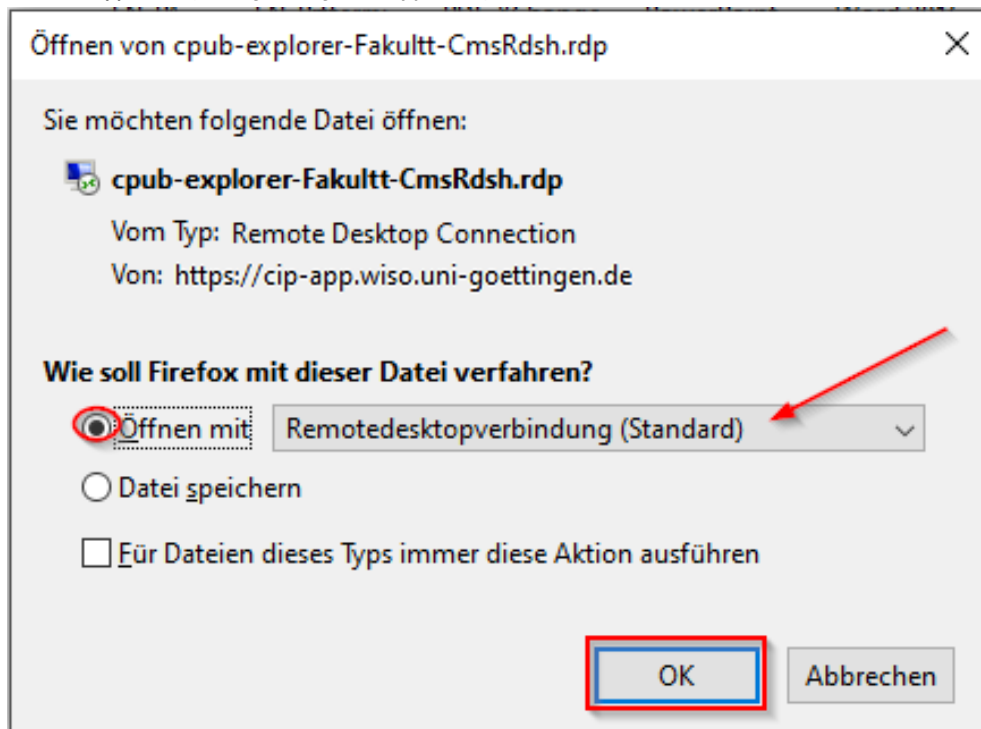 Öffnen von cpub-explorer-Fakultt-CmsRdsh.rdp
Sie möchten folgende Datei öffnen:
cpub-explorer-Fakultt-CmsRdsh.rdp
Vom Typ: Remote Desktop Connection
Von: https://cip-app.wiso.uni-goettingen.de
Wie soll Firefox mit dieser Datei verfahren?
Öffnen mit Remotedesktopverbindung (Standard)
Datei speichern
Für Dateien dieses Typs immer diese Aktion ausführen
OK Abbrechen